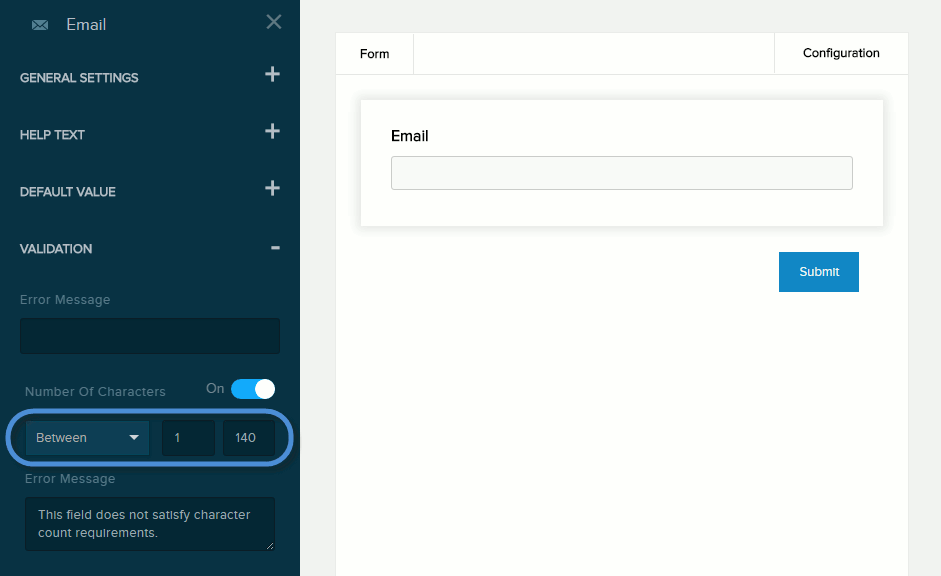 Email
GENERAL SETTINGS
HELP TEXT
DEFAULT VALUE
VALIDATION
Error Message
Number Of Characters On
Between 1 140
Error Message
This field does not satisfy character
count requirements.
Form Configuration
Email
Submit